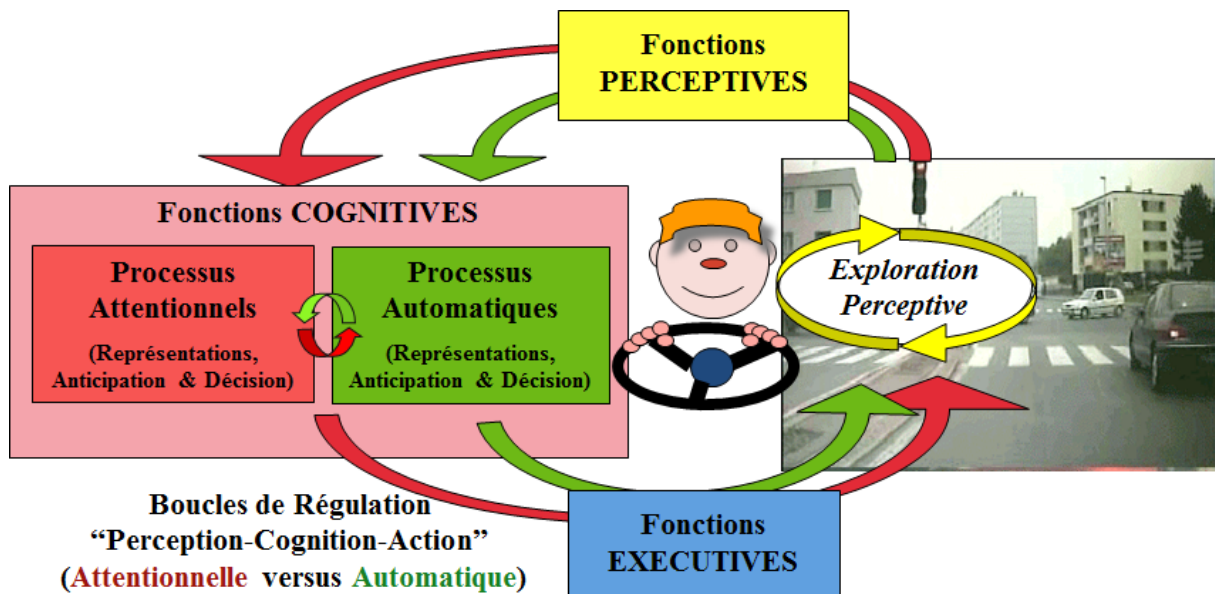 Fonctions
PERCEPTIVES
Fonctions COGNITIVES
Processus
Attentionnels
(Représentations,
Anticipation & Décision)
Processus
Automatiques
(Représentations,
Anticipation & Décision)
Exploration
Perceptive
Boucles de Régulation
“Perception-Cognition-Action”
(Attentionnelle versus Automatique)
Fonctions
EXECUTIVES